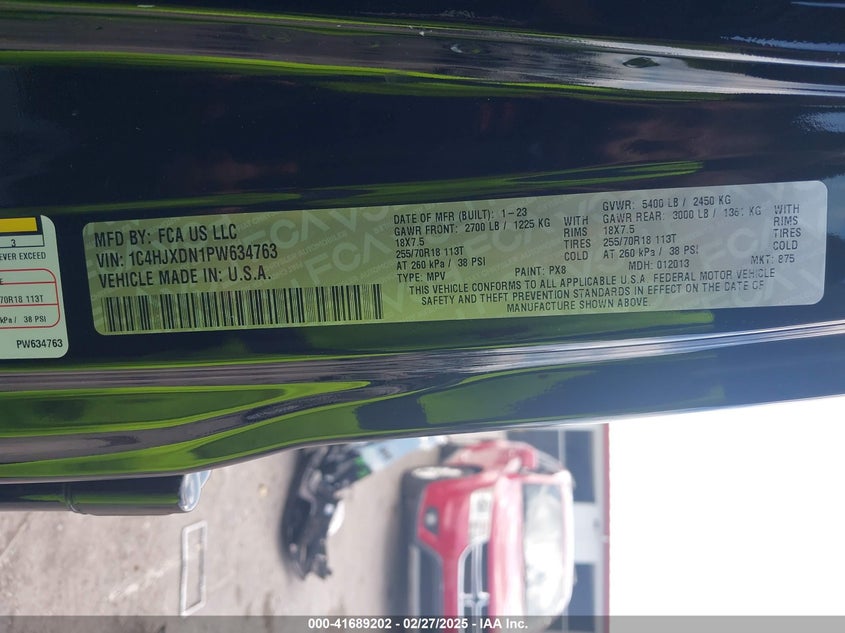 3
EVER EXCEED
E
70R18 113T
kPa / 38 PSI
PW634763
MFD BY: FCA US LLC
VIN: 1C4HJXDN1PW634763
VEHICLE MADE IN U.S.A.
DATE OF MFR (BUILT): 1-23 GVWR: 5400 LB / 2450 KG
GAWR FRONT: 2700 LB / 1225 KG WITH GAWR REAR: 3000 LB / 1361 KG WITH
18X7.5 RIMS 18X7.5 RIMS
255/70R18 113T TIRES 255/70R18 113T TIRES
AT 260 kPa / 38 PSI AT 260 kPa / 38 PSI
TYPE: MPV PAINT: PX8 MDH: 012013 MKT: 875
THIS VEHICLE CONFORMS TO ALL APPLICABLE U.S.A. FEDERAL MOTOR VEHICLE
SAFETY AND THEFT PREVENTION STANDARDS IN EFFECT ON THE DATE OF
MANUFACTURE SHOWN ABOVE.
000-41689202 - 02/27/2025 - IAA Inc.